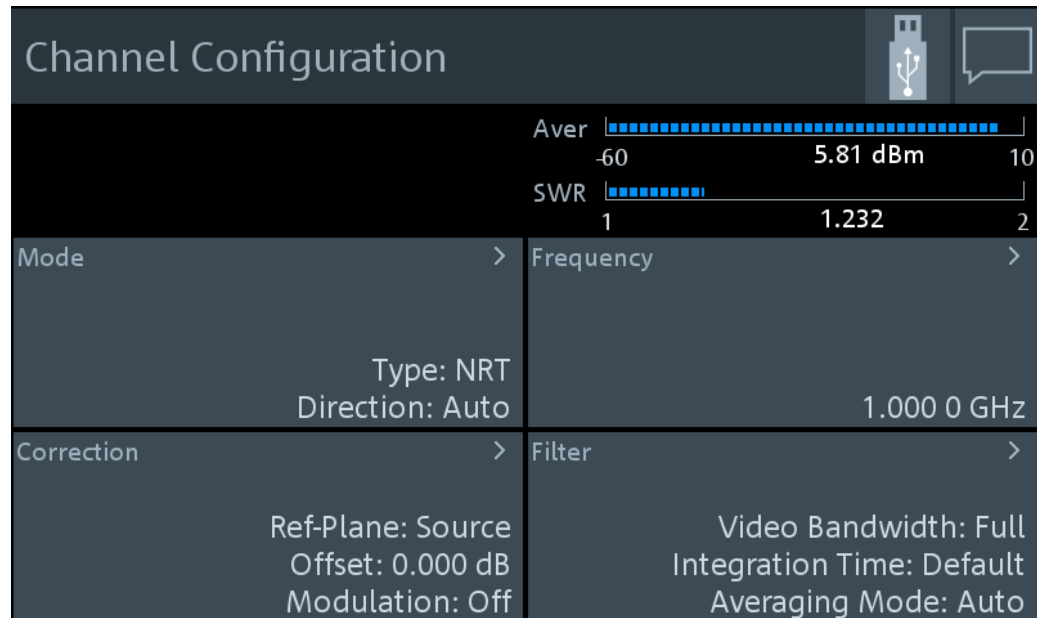 Channel Configuration
Aver
-60 5.81 dBm 10
SWR
1 1.232 2
Mode >
Type: NRT
Direction: Auto
Frequency >
1.000 0 GHz
Correction >
Ref-Plane: Source
Offset: 0.000 dB
Modulation: Off
Filter >
Video Bandwidth: Full
Integration Time: Default
Averaging Mode: Auto